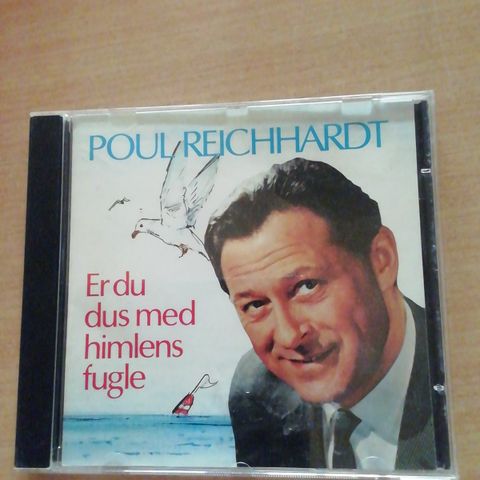 POUL REICHHARDT
Er du
dus med
himlens
fugle